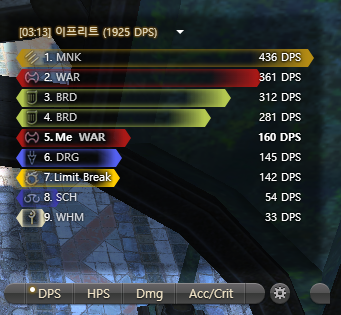 [03:13] 이프리트 (1925 DPS)
1. MNK 436 DPS
2. WAR 361 DPS
3. BRD 312 DPS
4. BRD 281 DPS
5. Me WAR 160 DPS
6. DRG 145 DPS
7. Limit Break 142 DPS
8. SCH 54 DPS
9. WHM 33 DPS
DPS HPS Dmg Acc/Crit